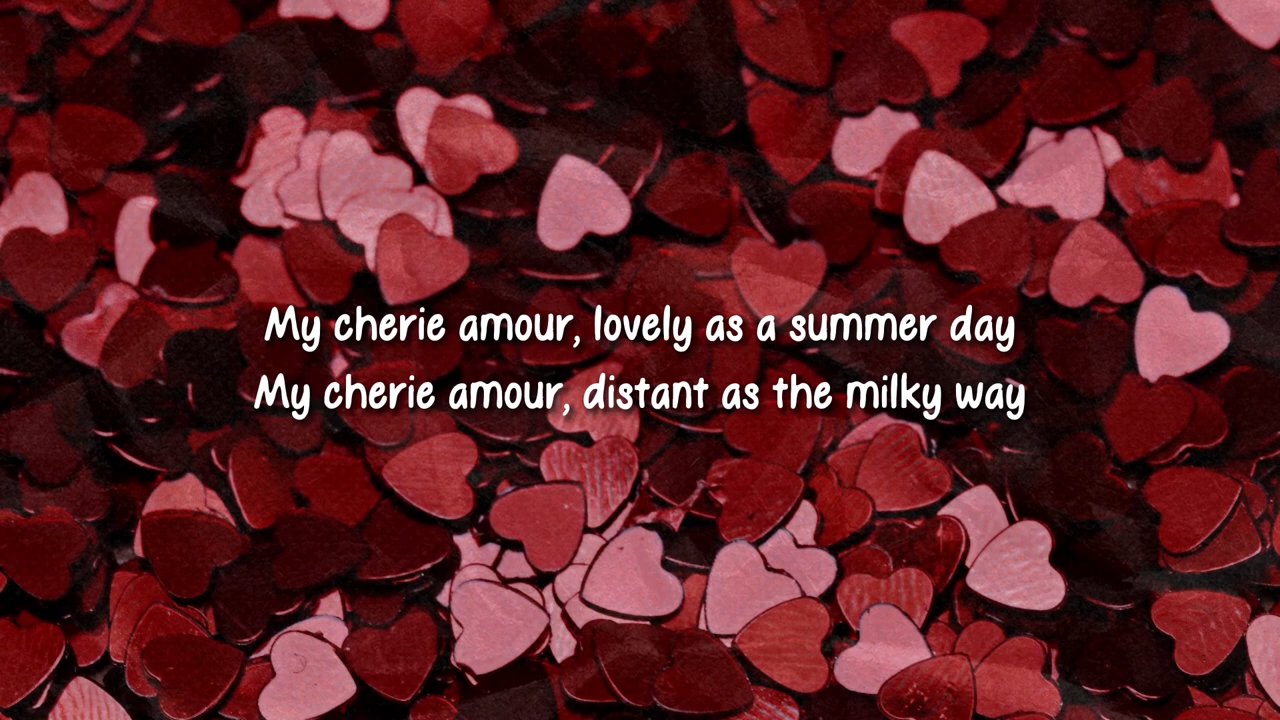 My cherie amour, lovely as a summer day
My cherie amour, distant as the milky way